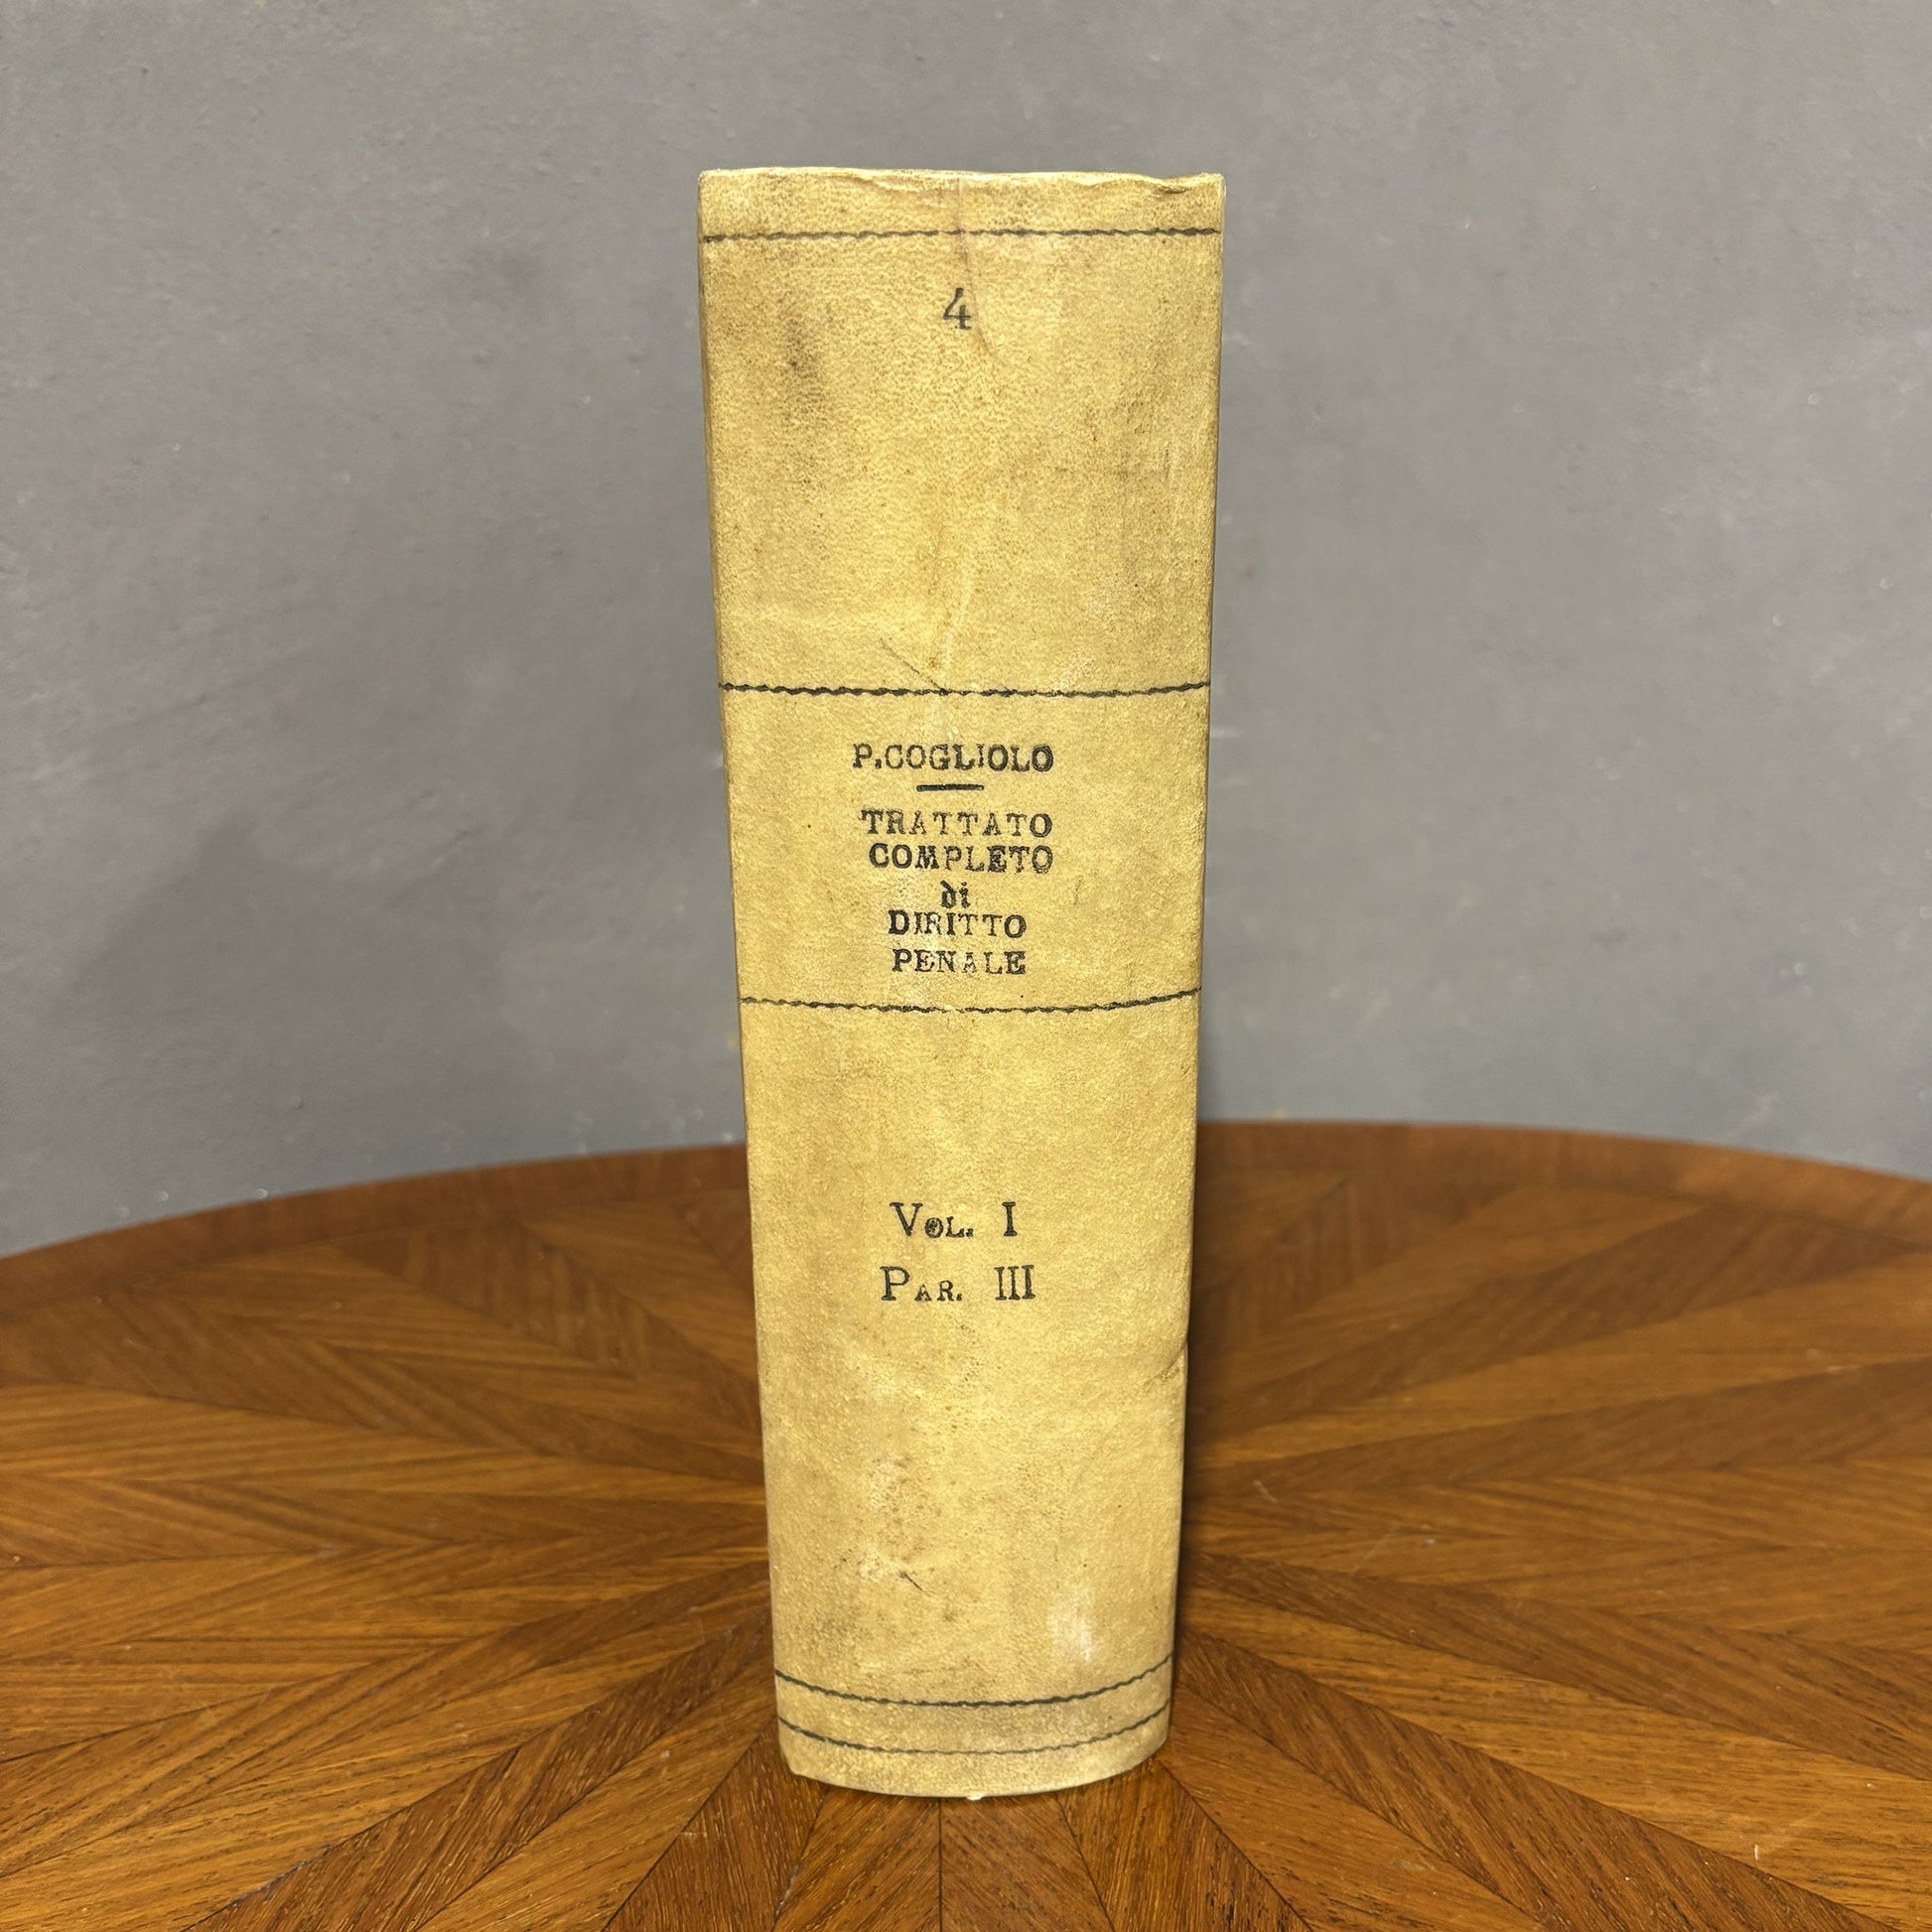 4
P. COGLIOLO
TRATTATO
COMPLETO
di
DIRITTO
PENALE
VOL. I
PAR. III